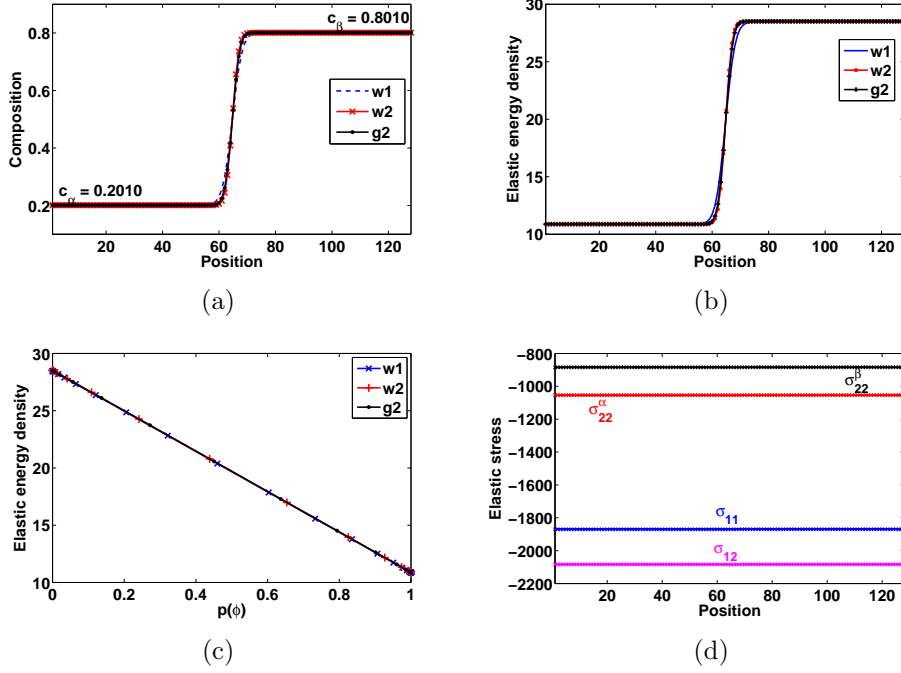 0.8
0.6
0.4
0.2
Composition
c_β = 0.8010
c_α = 0.2010
w1
w2
g2
20 40 60 80 100 120
Position
(a)
30
25
20
15
10
Elastic energy density
w1
w2
g2
20 40 60 80 100 120
Position
(b)
30
25
20
15
10
Elastic energy density
w1
w2
g2
0 0.2 0.4 0.6 0.8 1
p(ϕ)
(c)
−800
−1000
−1200
−1400
−1600
−1800
−2000
−2200
Elastic stress
σ₂₂^β
σ₂₂^α
σ₁₁
σ₁₂
20 40 60 80 100 120
Position
(d)